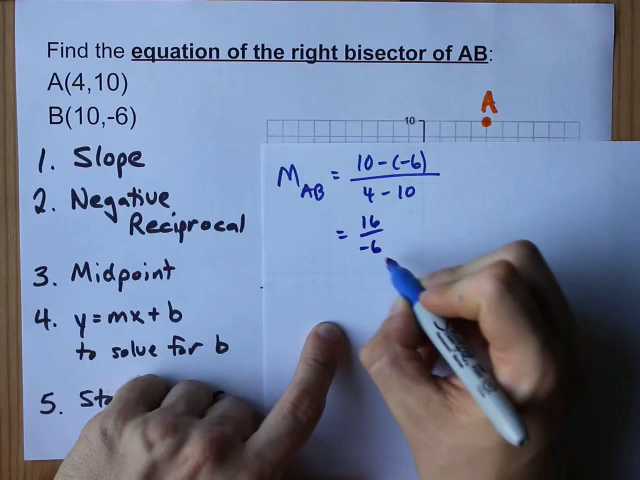 Find the equation of the right bisector of AB:
A(4,10)
B(10,-6)
A
10
1. Slope
2. Negative
Reciprocal
3. Midpoint
4. y=mx+b
to solve for b
5.
M_AB = 10-(-6) / 4-10
= 16 / -6